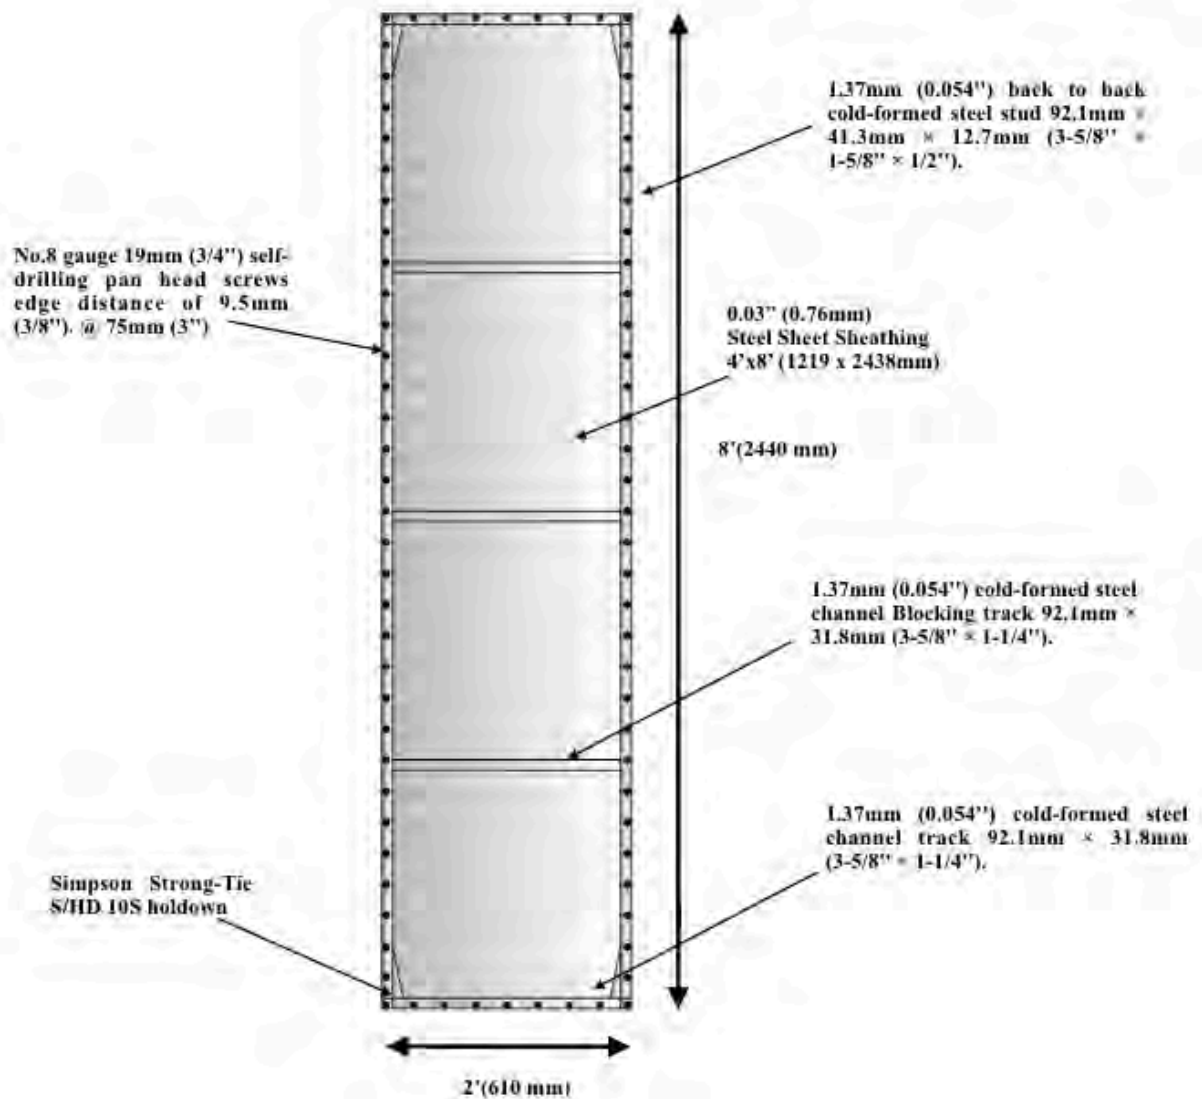 1.37mm (0.054'') back to back
cold-formed steel stud 92.1mm ×
41.3mm × 12.7mm (3-5/8'' ×
1-5/8'' × 1/2'').
No.8 gauge 19mm (3/4'') self-
drilling pan head screws
edge distance of 9.5mm
(3/8''). @ 75mm (3'')
0.03'' (0.76mm)
Steel Sheet Sheathing
4'x8' (1219 x 2438mm)
8'(2440 mm)
1.37mm (0.054'') cold-formed steel
channel Blocking track 92.1mm ×
31.8mm (3-5/8'' × 1-1/4'').
1.37mm (0.054'') cold-formed steel
channel track 92.1mm × 31.8mm
(3-5/8'' × 1-1/4'').
Simpson Strong-Tie
S/HD 10S holdown
2'(610 mm)